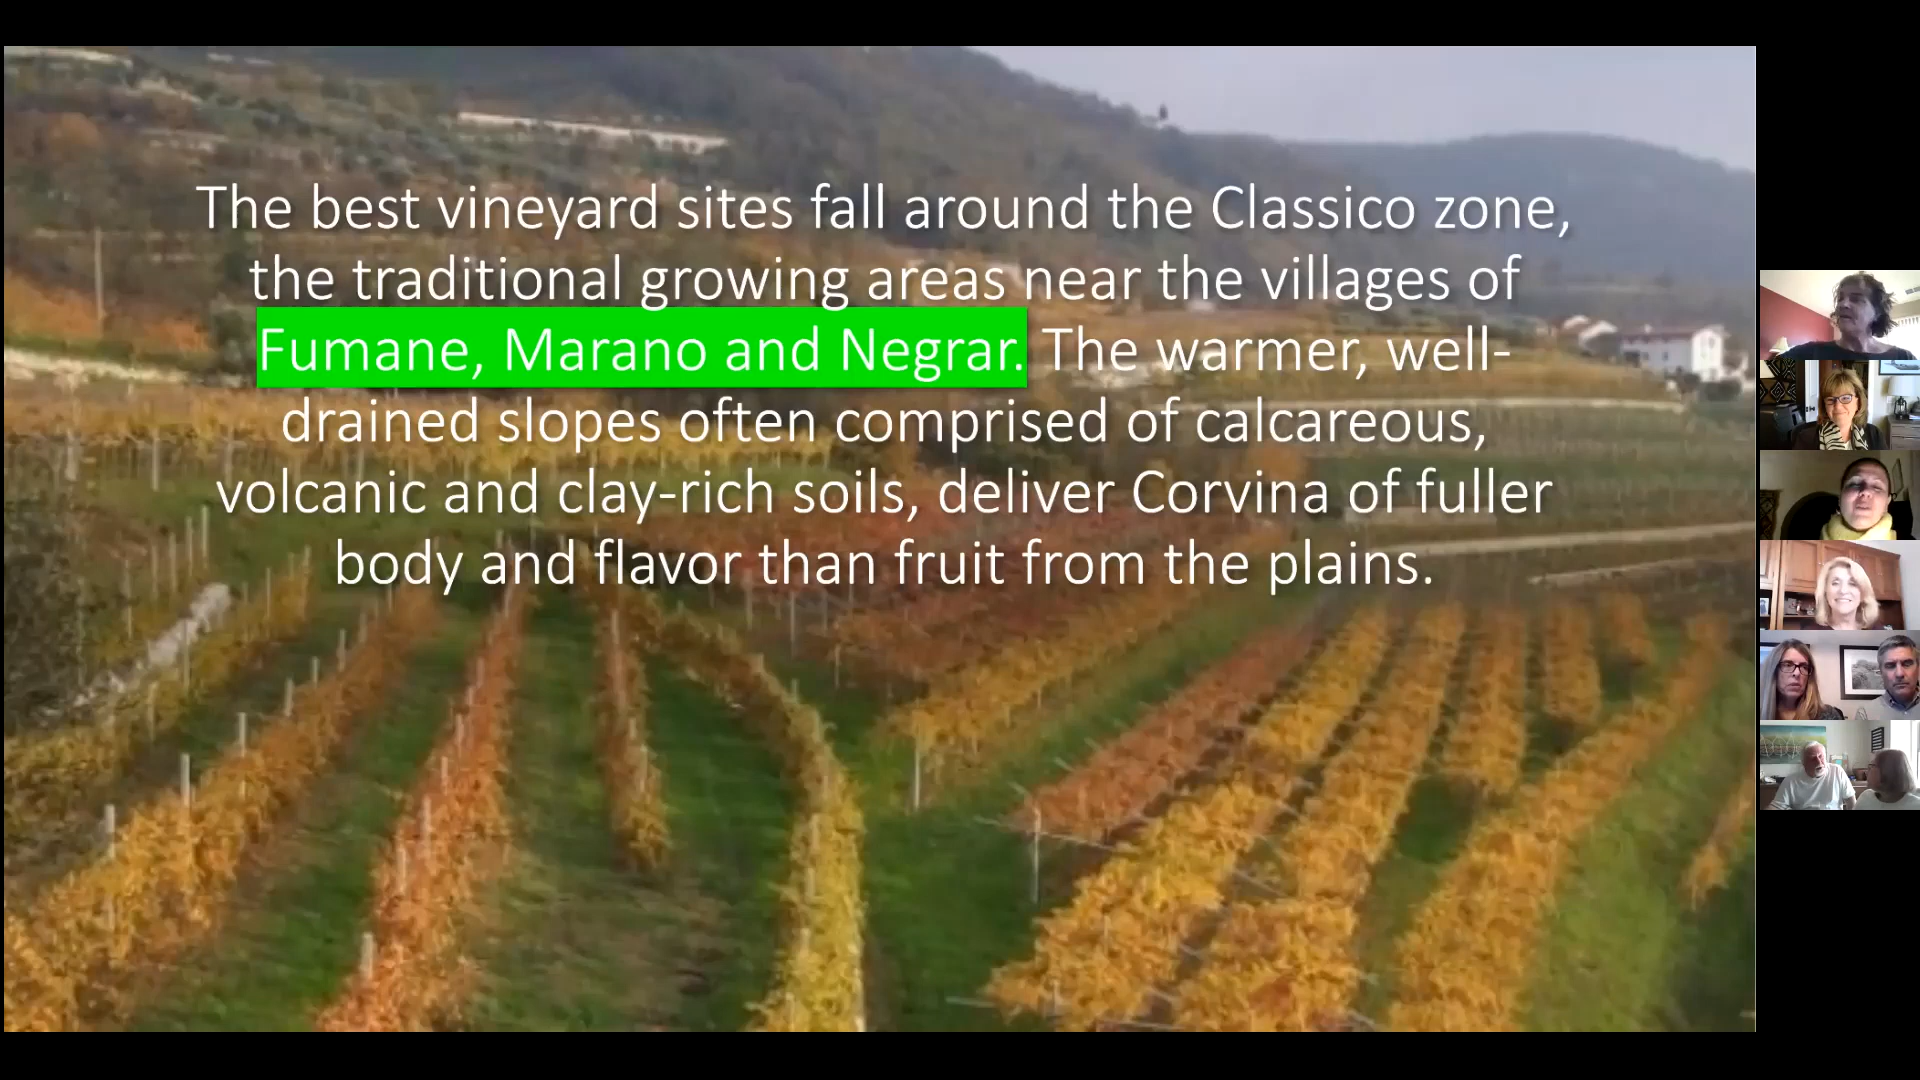 The best vineyard sites fall around the Classico zone,
the traditional growing areas near the villages of
Fumane, Marano and Negrar. The warmer, well-
drained slopes often comprised of calcareous,
volcanic and clay-rich soils, deliver Corvina of fuller
body and flavor than fruit from the plains.